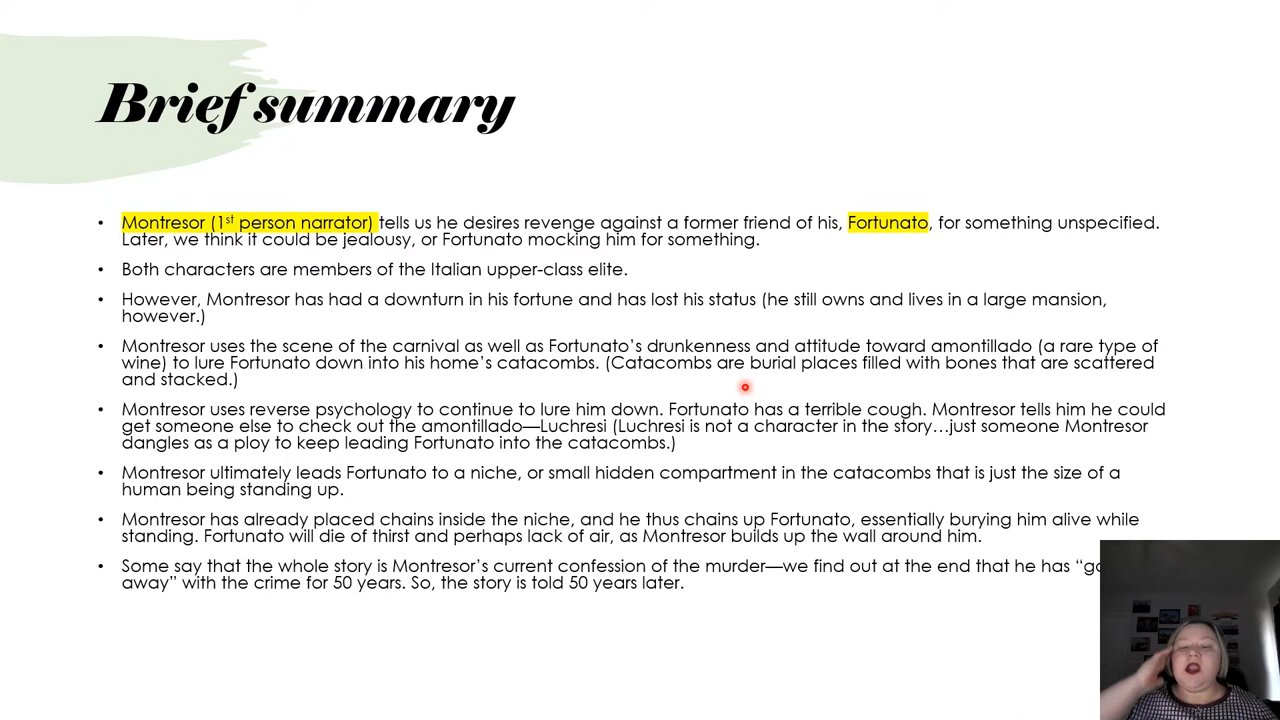 Brief summary
• Montresor (1st person narrator) tells us he desires revenge against a former friend of his, Fortunato, for something unspecified.
Later, we think it could be jealousy, or Fortunato mocking him for something.
• Both characters are members of the Italian upper-class elite.
• However, Montresor has had a downturn in his fortune and has lost his status (he still owns and lives in a large mansion,
however.)
• Montresor uses the scene of the carnival as well as Fortunato’s drunkenness and attitude toward amontillado (a rare type of
wine) to lure Fortunato down into his home’s catacombs. (Catacombs are burial places filled with bones that are scattered
and stacked.)
• Montresor uses reverse psychology to continue to lure him down. Fortunato has a terrible cough. Montresor tells him he could
get someone else to check out the amontillado—Luchresi (Luchresi is not a character in the story…just someone Montresor
dangles as a ploy to keep leading Fortunato into the catacombs.)
• Montresor ultimately leads Fortunato to a niche, or small hidden compartment in the catacombs that is just the size of a
human being standing up.
• Montresor has already placed chains inside the niche, and he thus chains up Fortunato, essentially burying him alive while
standing. Fortunato will die of thirst and perhaps lack of air, as Montresor builds up the wall around him.
• Some say that the whole story is Montresor’s current confession of the murder—we find out at the end that he has
away” with the crime for 50 years. So, the story is told 50 years later.